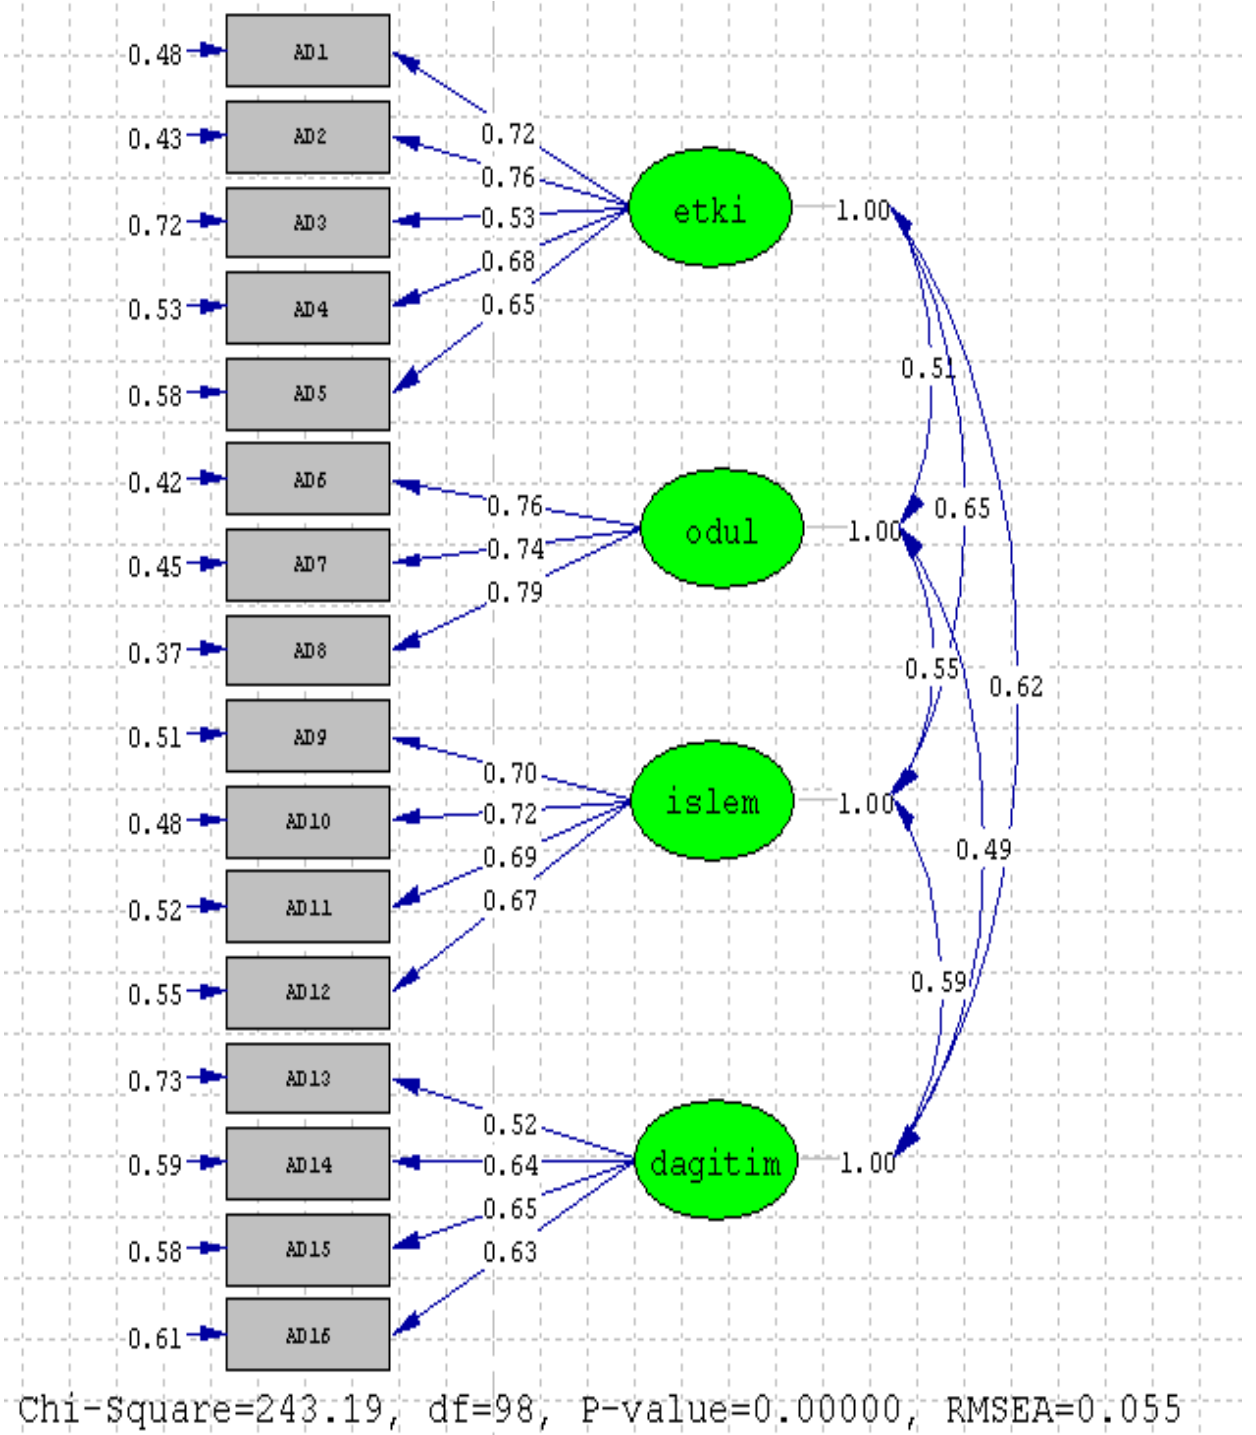 0.48 AD1
0.72
0.43 AD2
0.76
0.72 AD3 0.53 etki 1.00
0.68
0.53 AD4 0.65
0.58 AD5 0.51
0.42 AD6 0.76 0.65
0.45 AD7 0.74 odul 1.00
0.79
0.37 AD8 0.55
0.62
0.51 AD9
0.70
0.48 AD10 0.72 islem 1.00
0.69 0.49
0.52 AD11 0.67
0.55 AD12 0.59
0.73 AD13
0.52
0.59 AD14 0.64 dagitim 1.00
0.65
0.58 AD15 0.63
0.61 AD16
Chi-Square=243.19, df=98, P-value=0.00000, RMSEA=0.055